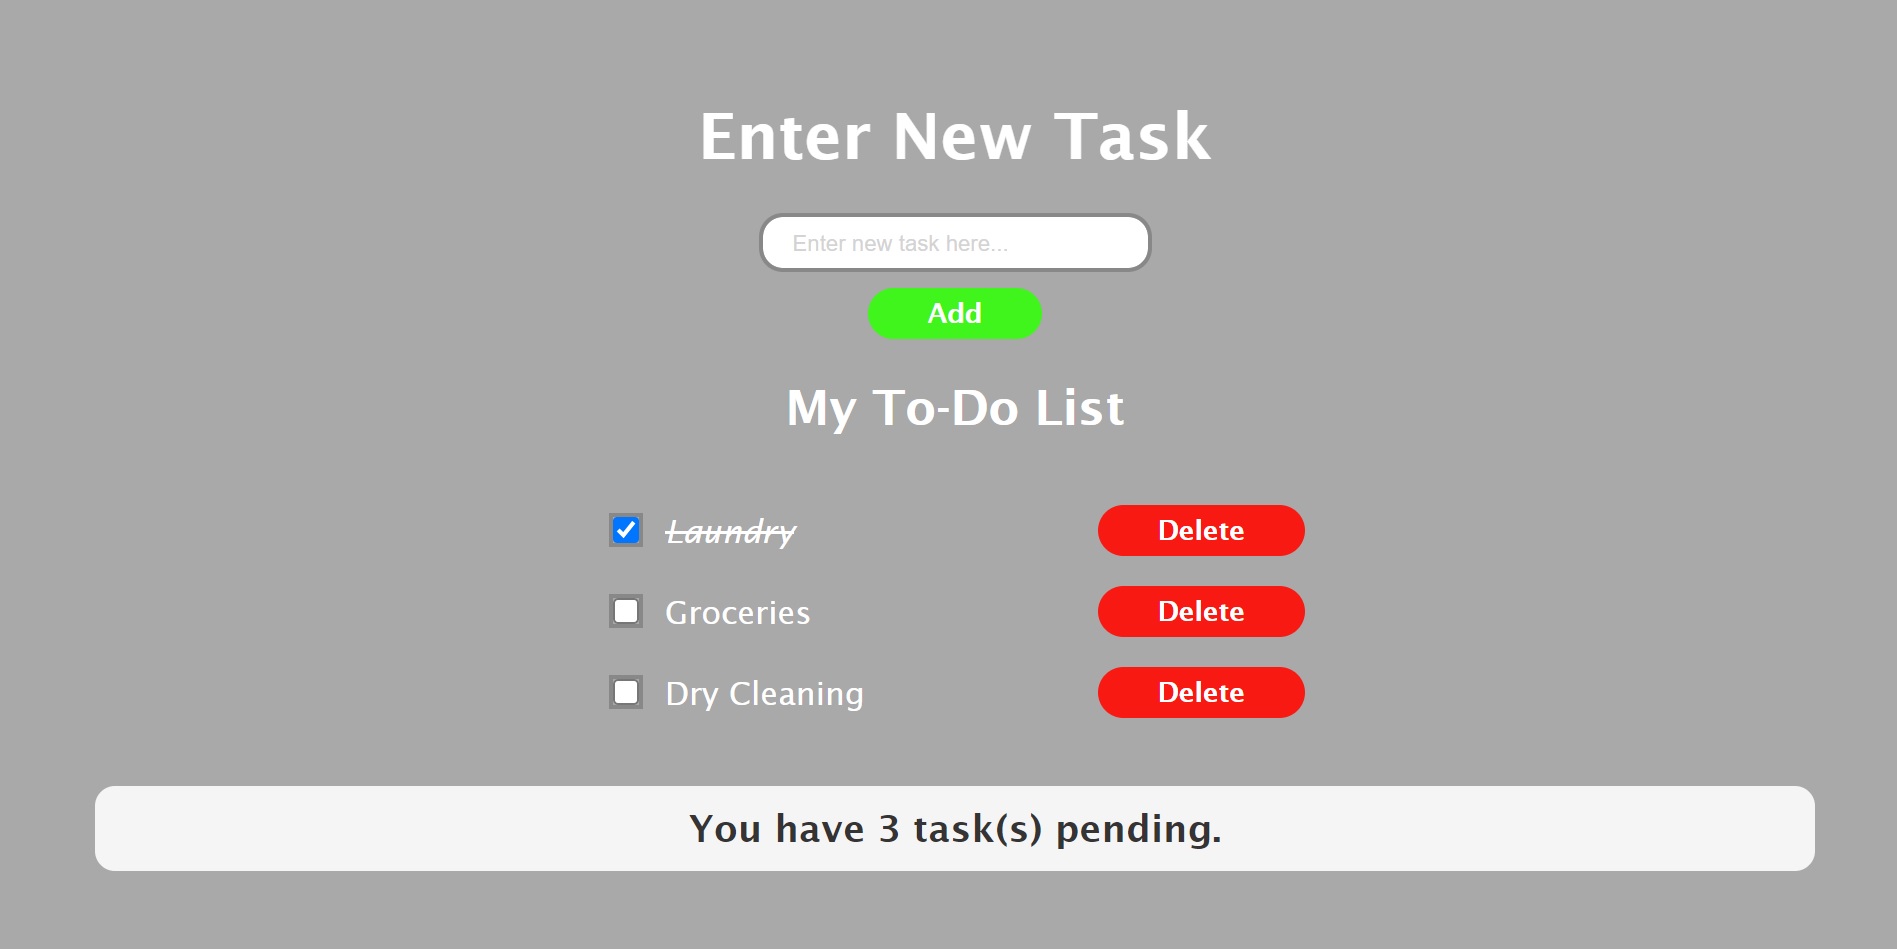 Enter New Task
Enter new task here...
Add
My To-Do List
Laundry Delete
Groceries Delete
Dry Cleaning Delete
You have 3 task(s) pending.